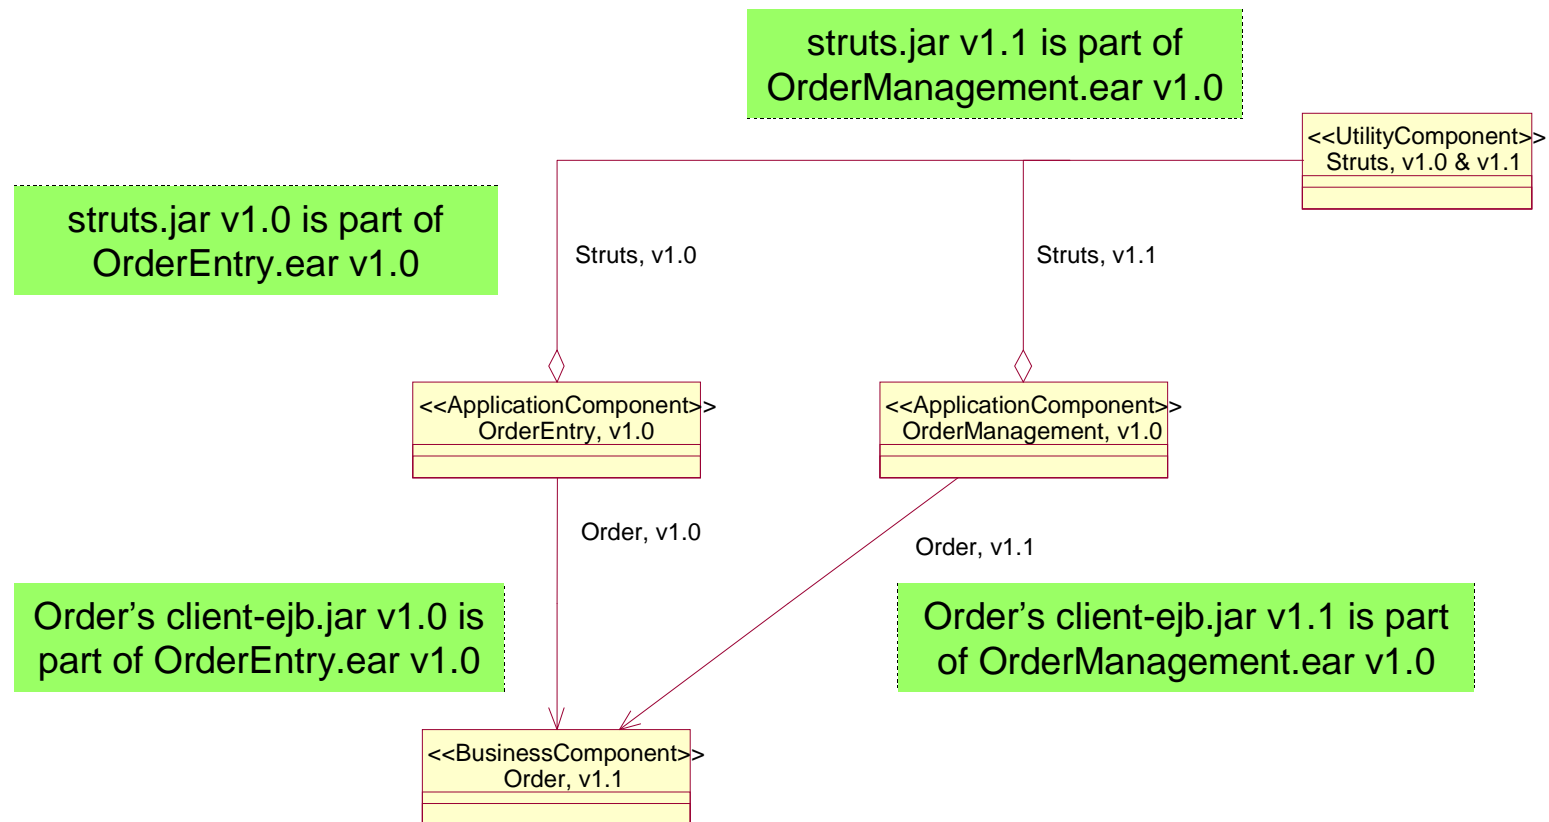 struts.jar v1.1 is part of
OrderManagement.ear v1.0
<<UtilityComponent>>
Struts, v1.0 & v1.1
struts.jar v1.0 is part of
OrderEntry.ear v1.0
Struts, v1.0
Struts, v1.1
<<ApplicationComponent>>
OrderEntry, v1.0
<<ApplicationComponent>>
OrderManagement, v1.0
Order, v1.0
Order, v1.1
Order’s client-ejb.jar v1.0 is
part of OrderEntry.ear v1.0
Order’s client-ejb.jar v1.1 is part
of OrderManagement.ear v1.0
<<BusinessComponent>>
Order, v1.1